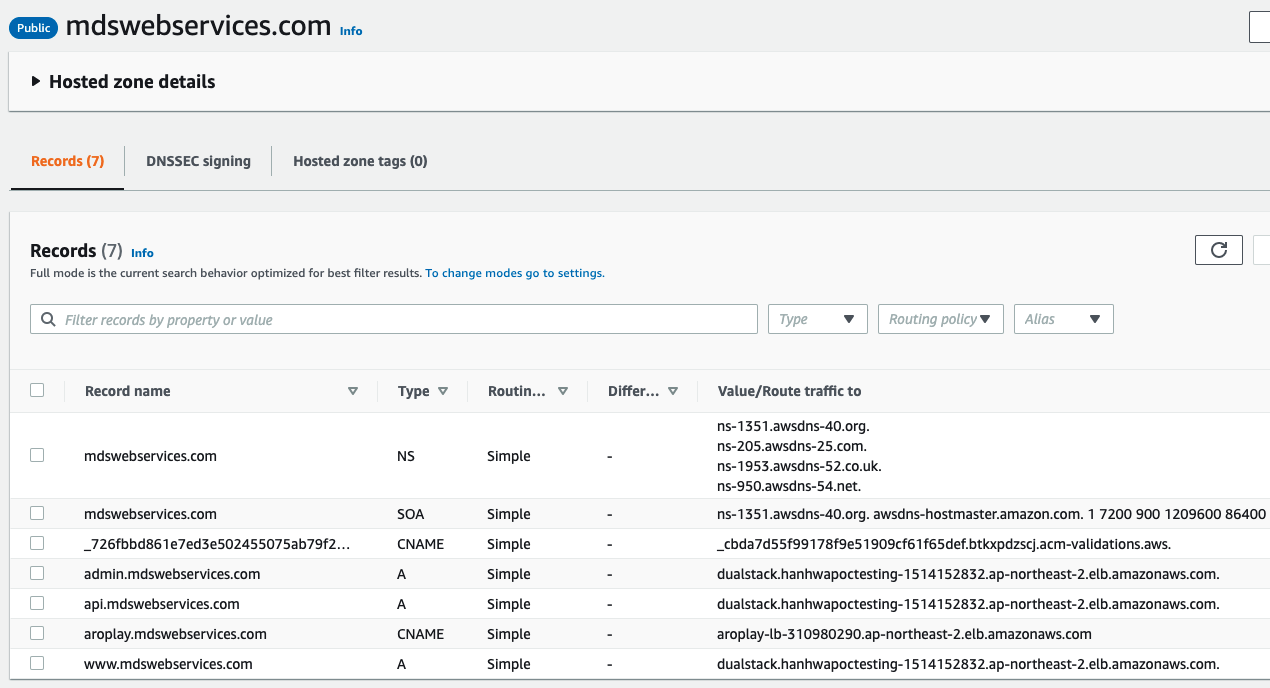 Public mdswebservices.com Info
Hosted zone details
Records (7) DNSSEC signing Hosted zone tags (0)
Records (7) Info
Full mode is the current search behavior optimized for best filter results. To change modes go to settings.
Filter records by property or value Type Routing policy Alias
Record name Type Routin... Differ... Value/Route traffic to
ns-1351.awsdns-40.org.
ns-205.awsdns-25.com.
mdswebservices.com NS Simple -
ns-1953.awsdns-52.co.uk.
ns-950.awsdns-54.net.
mdswebservices.com SOA Simple - ns-1351.awsdns-40.org. awsdns-hostmaster.amazon.com. 1 7200 900 1209600 86400
_726fbbd861e7ed3e502455075ab79f2... CNAME Simple - _cbda7d55f99178f9e51909cf61f65def.btkxpdzscj.acm-validations.aws.
admin.mdswebservices.com A Simple - dualstack.hanhwapoctesting-1514152832.ap-northeast-2.elb.amazonaws.com.
api.mdswebservices.com A Simple - dualstack.hanhwapoctesting-1514152832.ap-northeast-2.elb.amazonaws.com.
aroplay.mdswebservices.com CNAME Simple - aroplay-lb-310980290.ap-northeast-2.elb.amazonaws.com
www.mdswebservices.com A Simple - dualstack.hanhwapoctesting-1514152832.ap-northeast-2.elb.amazonaws.com.